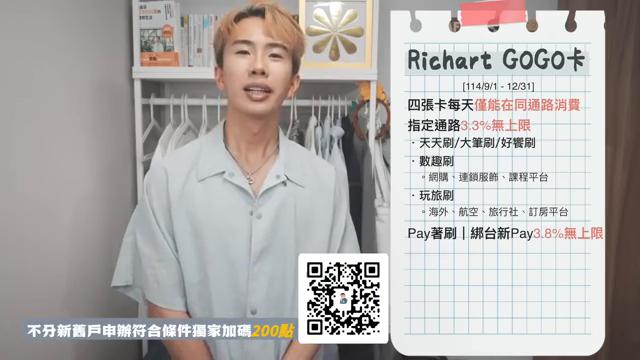 Richart GOGO卡
[114/9/1 - 12/31]
四張卡每天僅能在同通路消費
指定通路3.3%無上限
・天天刷/大筆刷/好饗刷
・數趣刷
。網購、連鎖服飾、課程平台
・玩旅刷
。海外、航空、旅行社、訂房平台
Pay著刷｜綁台新Pay3.8%無上限
不分新舊戶申辦符合條件獨家加碼200點